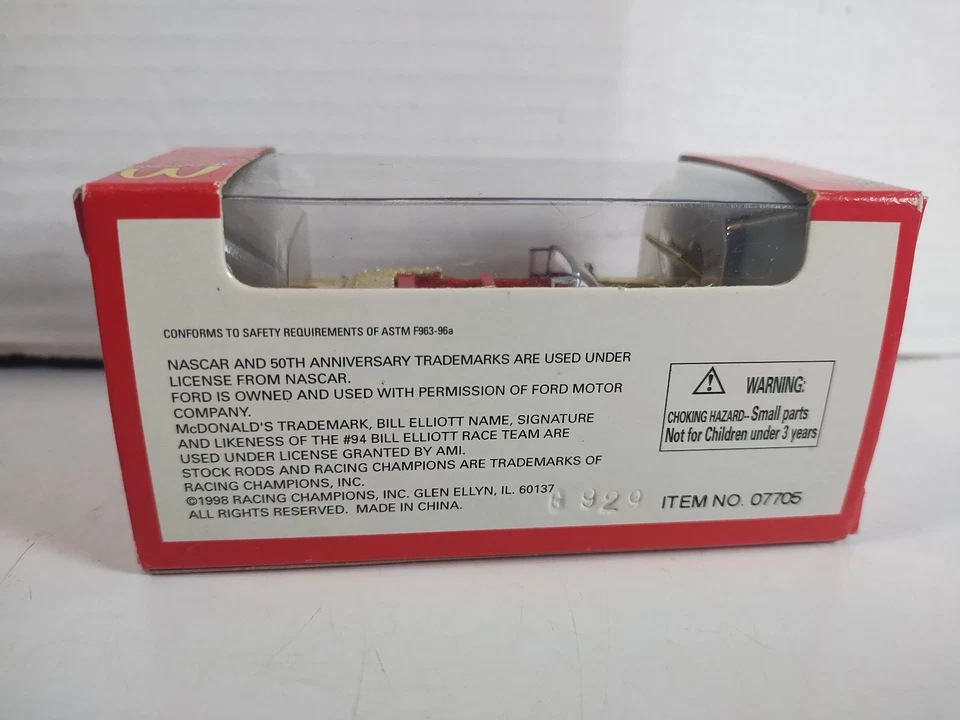 CONFORMS TO SAFETY REQUIREMENTS OF ASTM F963-96a
NASCAR AND 50TH ANNIVERSARY TRADEMARKS ARE USED UNDER
LICENSE FROM NASCAR.
FORD IS OWNED AND USED WITH PERMISSION OF FORD MOTOR
COMPANY.
McDONALD'S TRADEMARK, BILL ELLIOTT NAME, SIGNATURE
AND LIKENESS OF THE #94 BILL ELLIOTT RACE TEAM ARE
USED UNDER LICENSE GRANTED BY AMI.
STOCK RODS AND RACING CHAMPIONS ARE TRADEMARKS OF
RACING CHAMPIONS, INC.
©1998 RACING CHAMPIONS, INC. GLEN ELLYN, IL. 60137
ALL RIGHTS RESERVED. MADE IN CHINA.
WARNING:
CHOKING HAZARD--Small parts
Not for Children under 3 years
ITEM NO. 07705